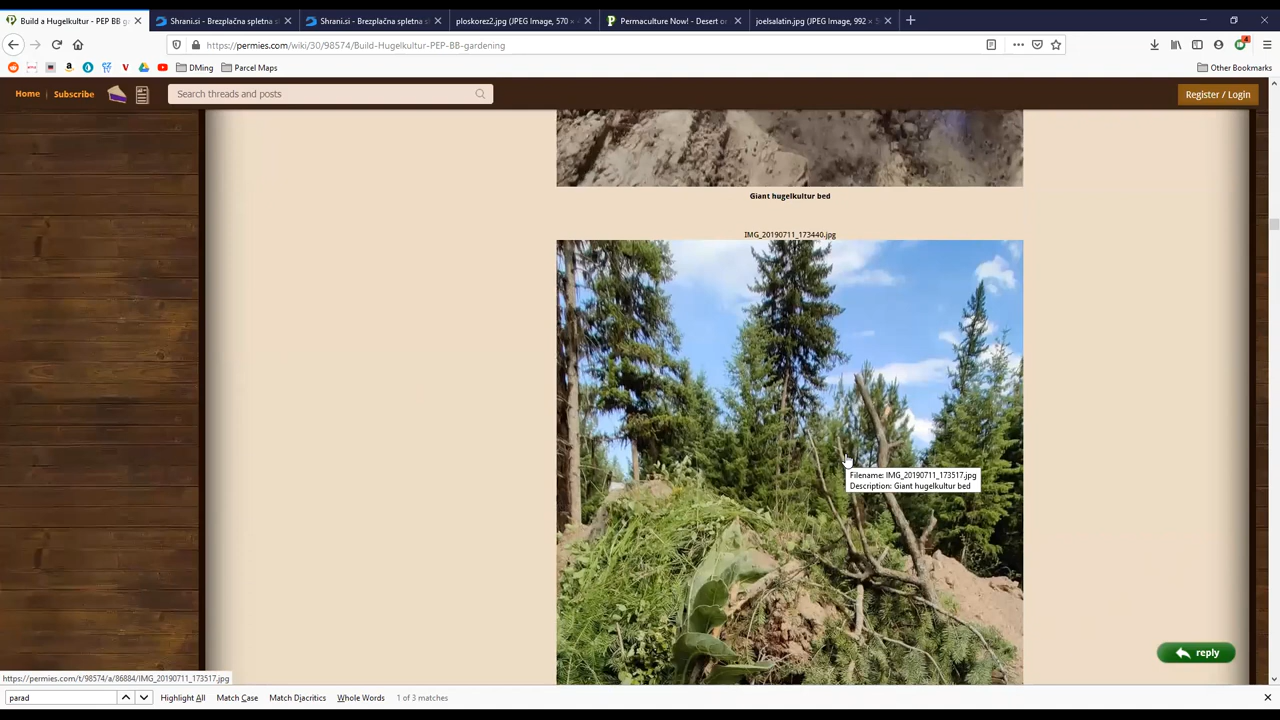 Build a Hugelkultur - PEP BB ga
Shrani.si - Brezplačna spletna s
Shrani.si - Brezplačna spletna s
ploskorez2.jpg (JPEG Image, 570 ×
Permaculture Now! - Desert or
joelsalatin.jpg (JPEG Image, 992 ×
https://permies.com/wiki/30/98574/Build-Hugelkultur-PEP-BB-gardening
4
DMing
Parcel Maps
Other Bookmarks
Home
Subscribe
Search threads and posts
Register / Login
Giant hugelkultur bed
IMG_20190711_173440.jpg
Filename: IMG_20190711_173517.jpg
Description: Giant hugelkultur bed
reply
https://permies.com/t/98574/a/86884/IMG_20190711_173517.jpg
parad
Highlight All
Match Case
Match Diacritics
Whole Words
1 of 3 matches